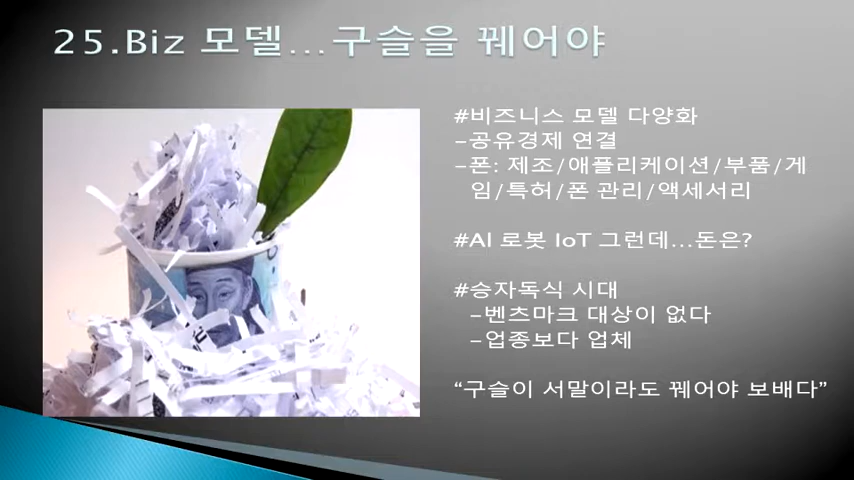 25.Biz 모델...구슬을 꿰어야
#비즈니스 모델 다양화
-공유경제 연결
-폰: 제조/애플리케이션/부품/게
임/특허/폰 관리/액세서리
#AI 로봇 IoT 그런데...돈은?
#승자독식 시대
-벤츠마크 대상이 없다
-업종보다 업체
“구슬이 서말이라도 꿰어야 보배다”